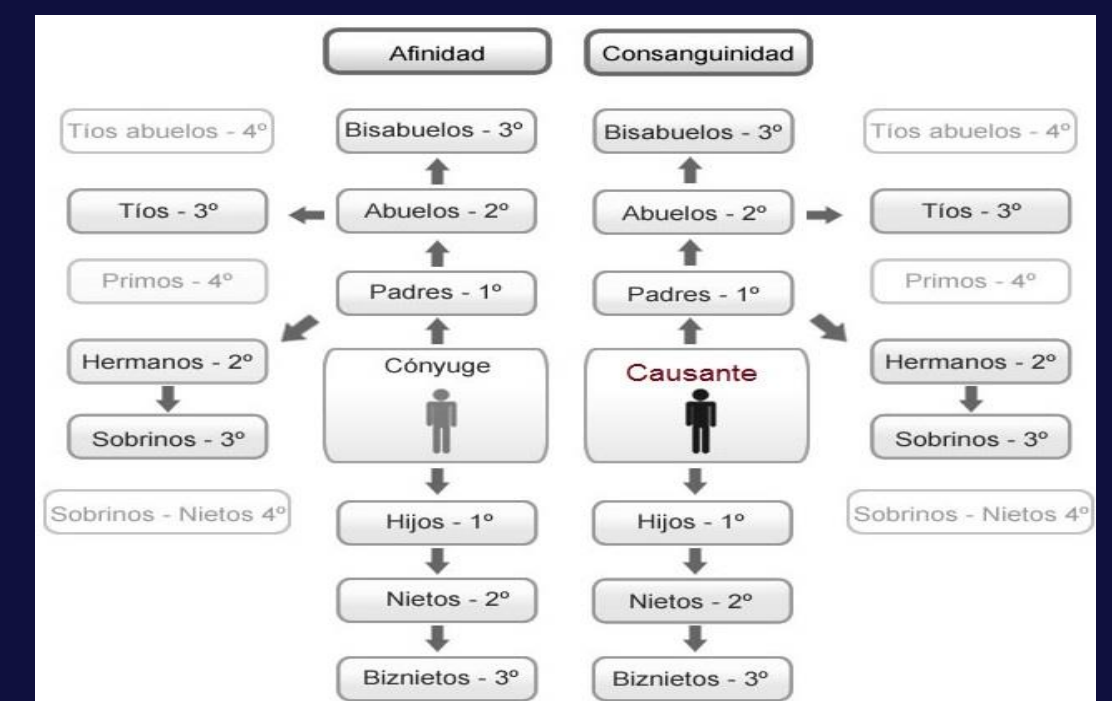 Afinidad
Consanguinidad
Tíos abuelos - 4º
Bisabuelos - 3º
Bisabuelos - 3º
Tíos abuelos - 4º
Tíos - 3º
Abuelos - 2º
Abuelos - 2º
Tíos - 3º
Primos - 4º
Padres - 1º
Padres - 1º
Primos - 4º
Hermanos - 2º
Cónyuge
Causante
Hermanos - 2º
Sobrinos - 3º
Sobrinos - 3º
Sobrinos - Nietos 4º
Hijos - 1º
Hijos - 1º
Sobrinos - Nietos 4º
Nietos - 2º
Nietos - 2º
Biznietos - 3º
Biznietos - 3º